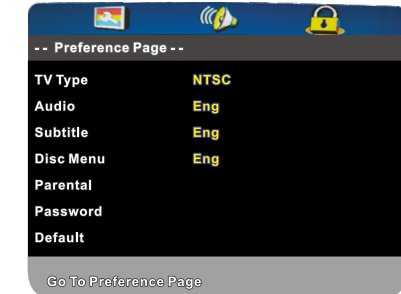 -- Preference Page --
TV Type NTSC
Audio Eng
Subtitle Eng
Disc Menu Eng
Parental
Password
Default
Go To Preference Page